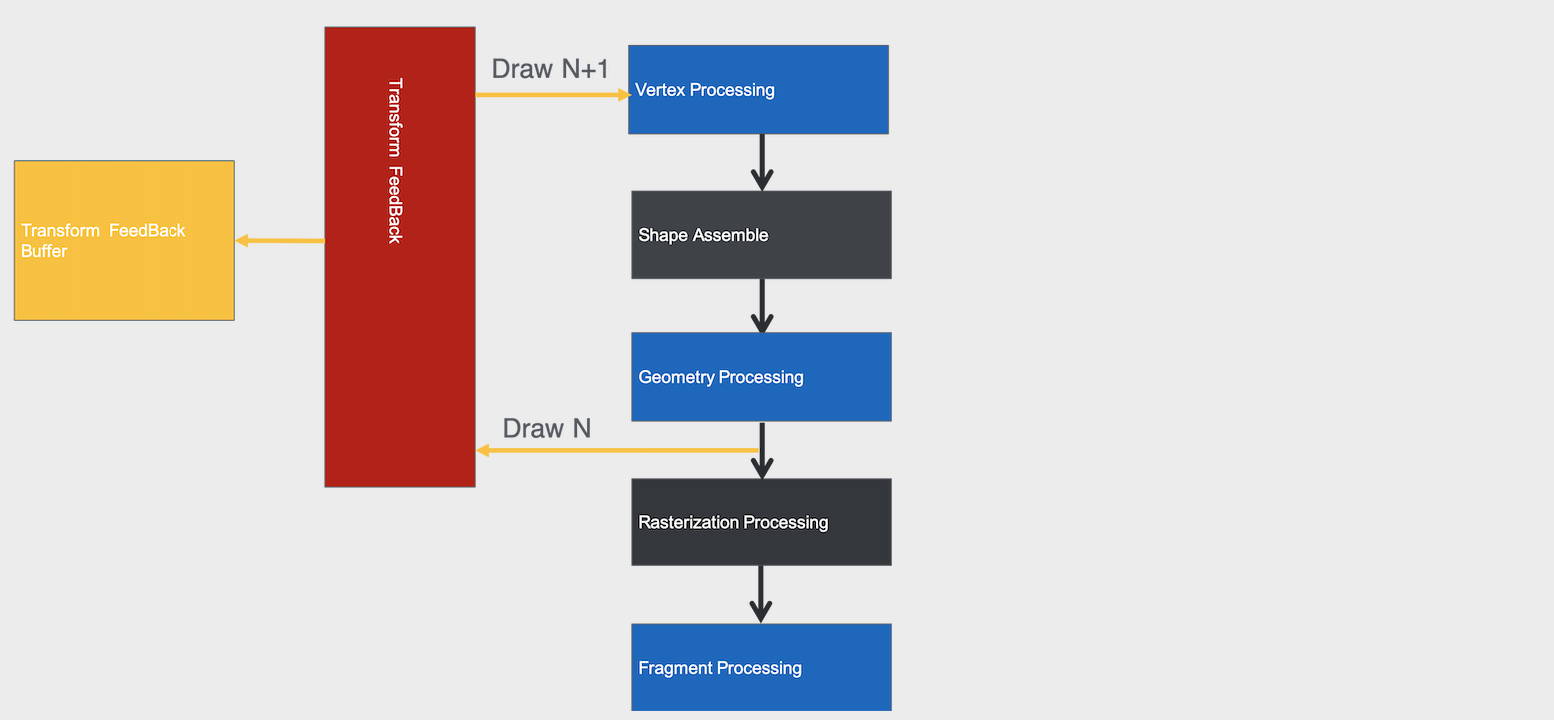 Draw N+1
Vertex Processing
Transform FeedBack
Transform FeedBack
Buffer
Shape Assemble
Geometry Processing
Draw N
Rasterization Processing
Fragment Processing